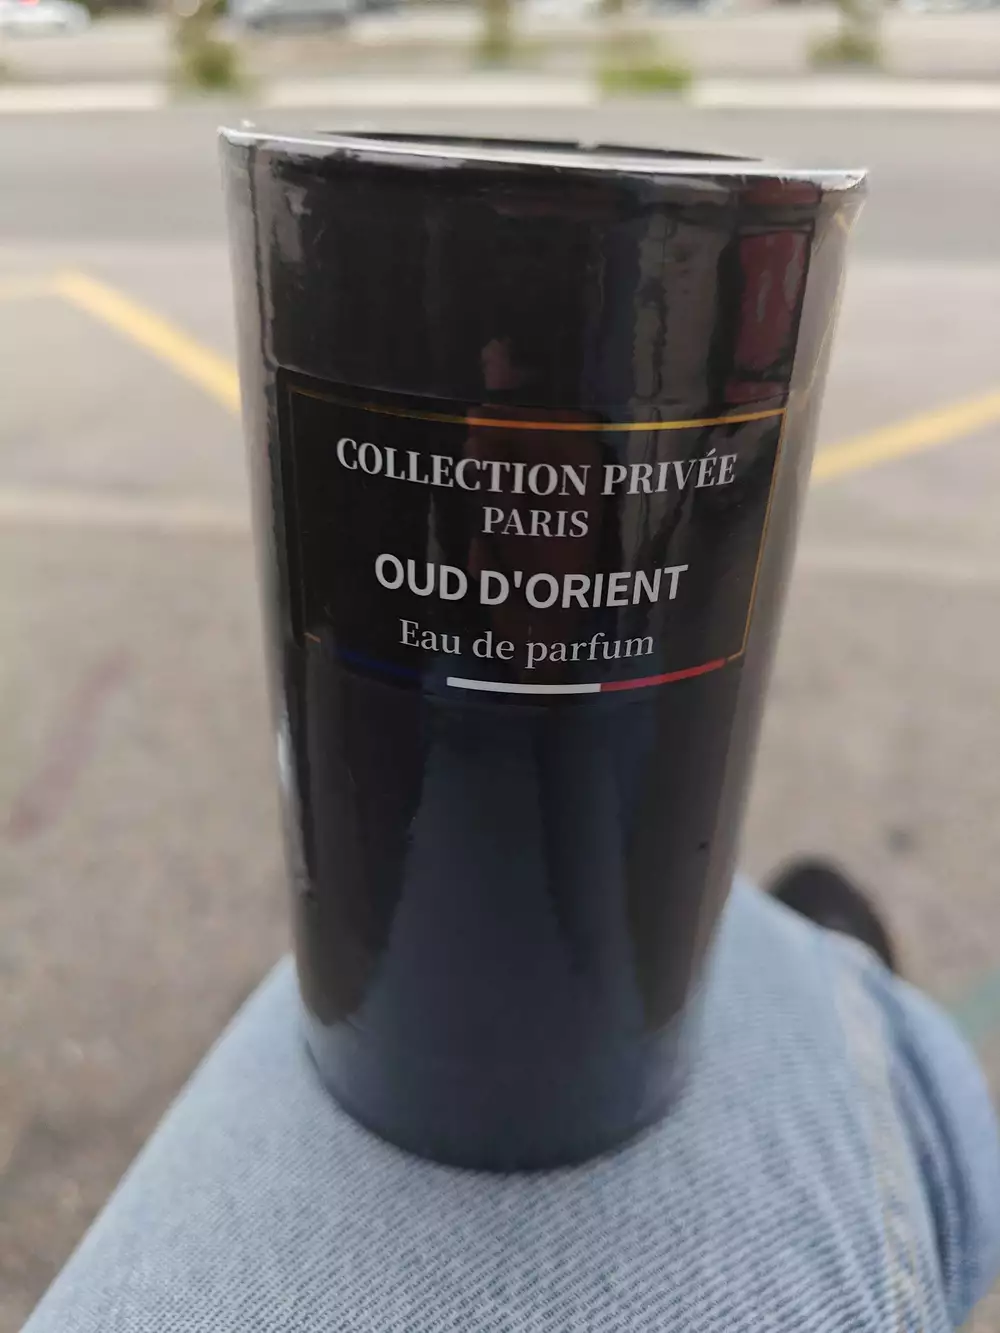 COLLECTION PRIVÉE
PARIS
OUD D'ORIENT
Eau de parfum